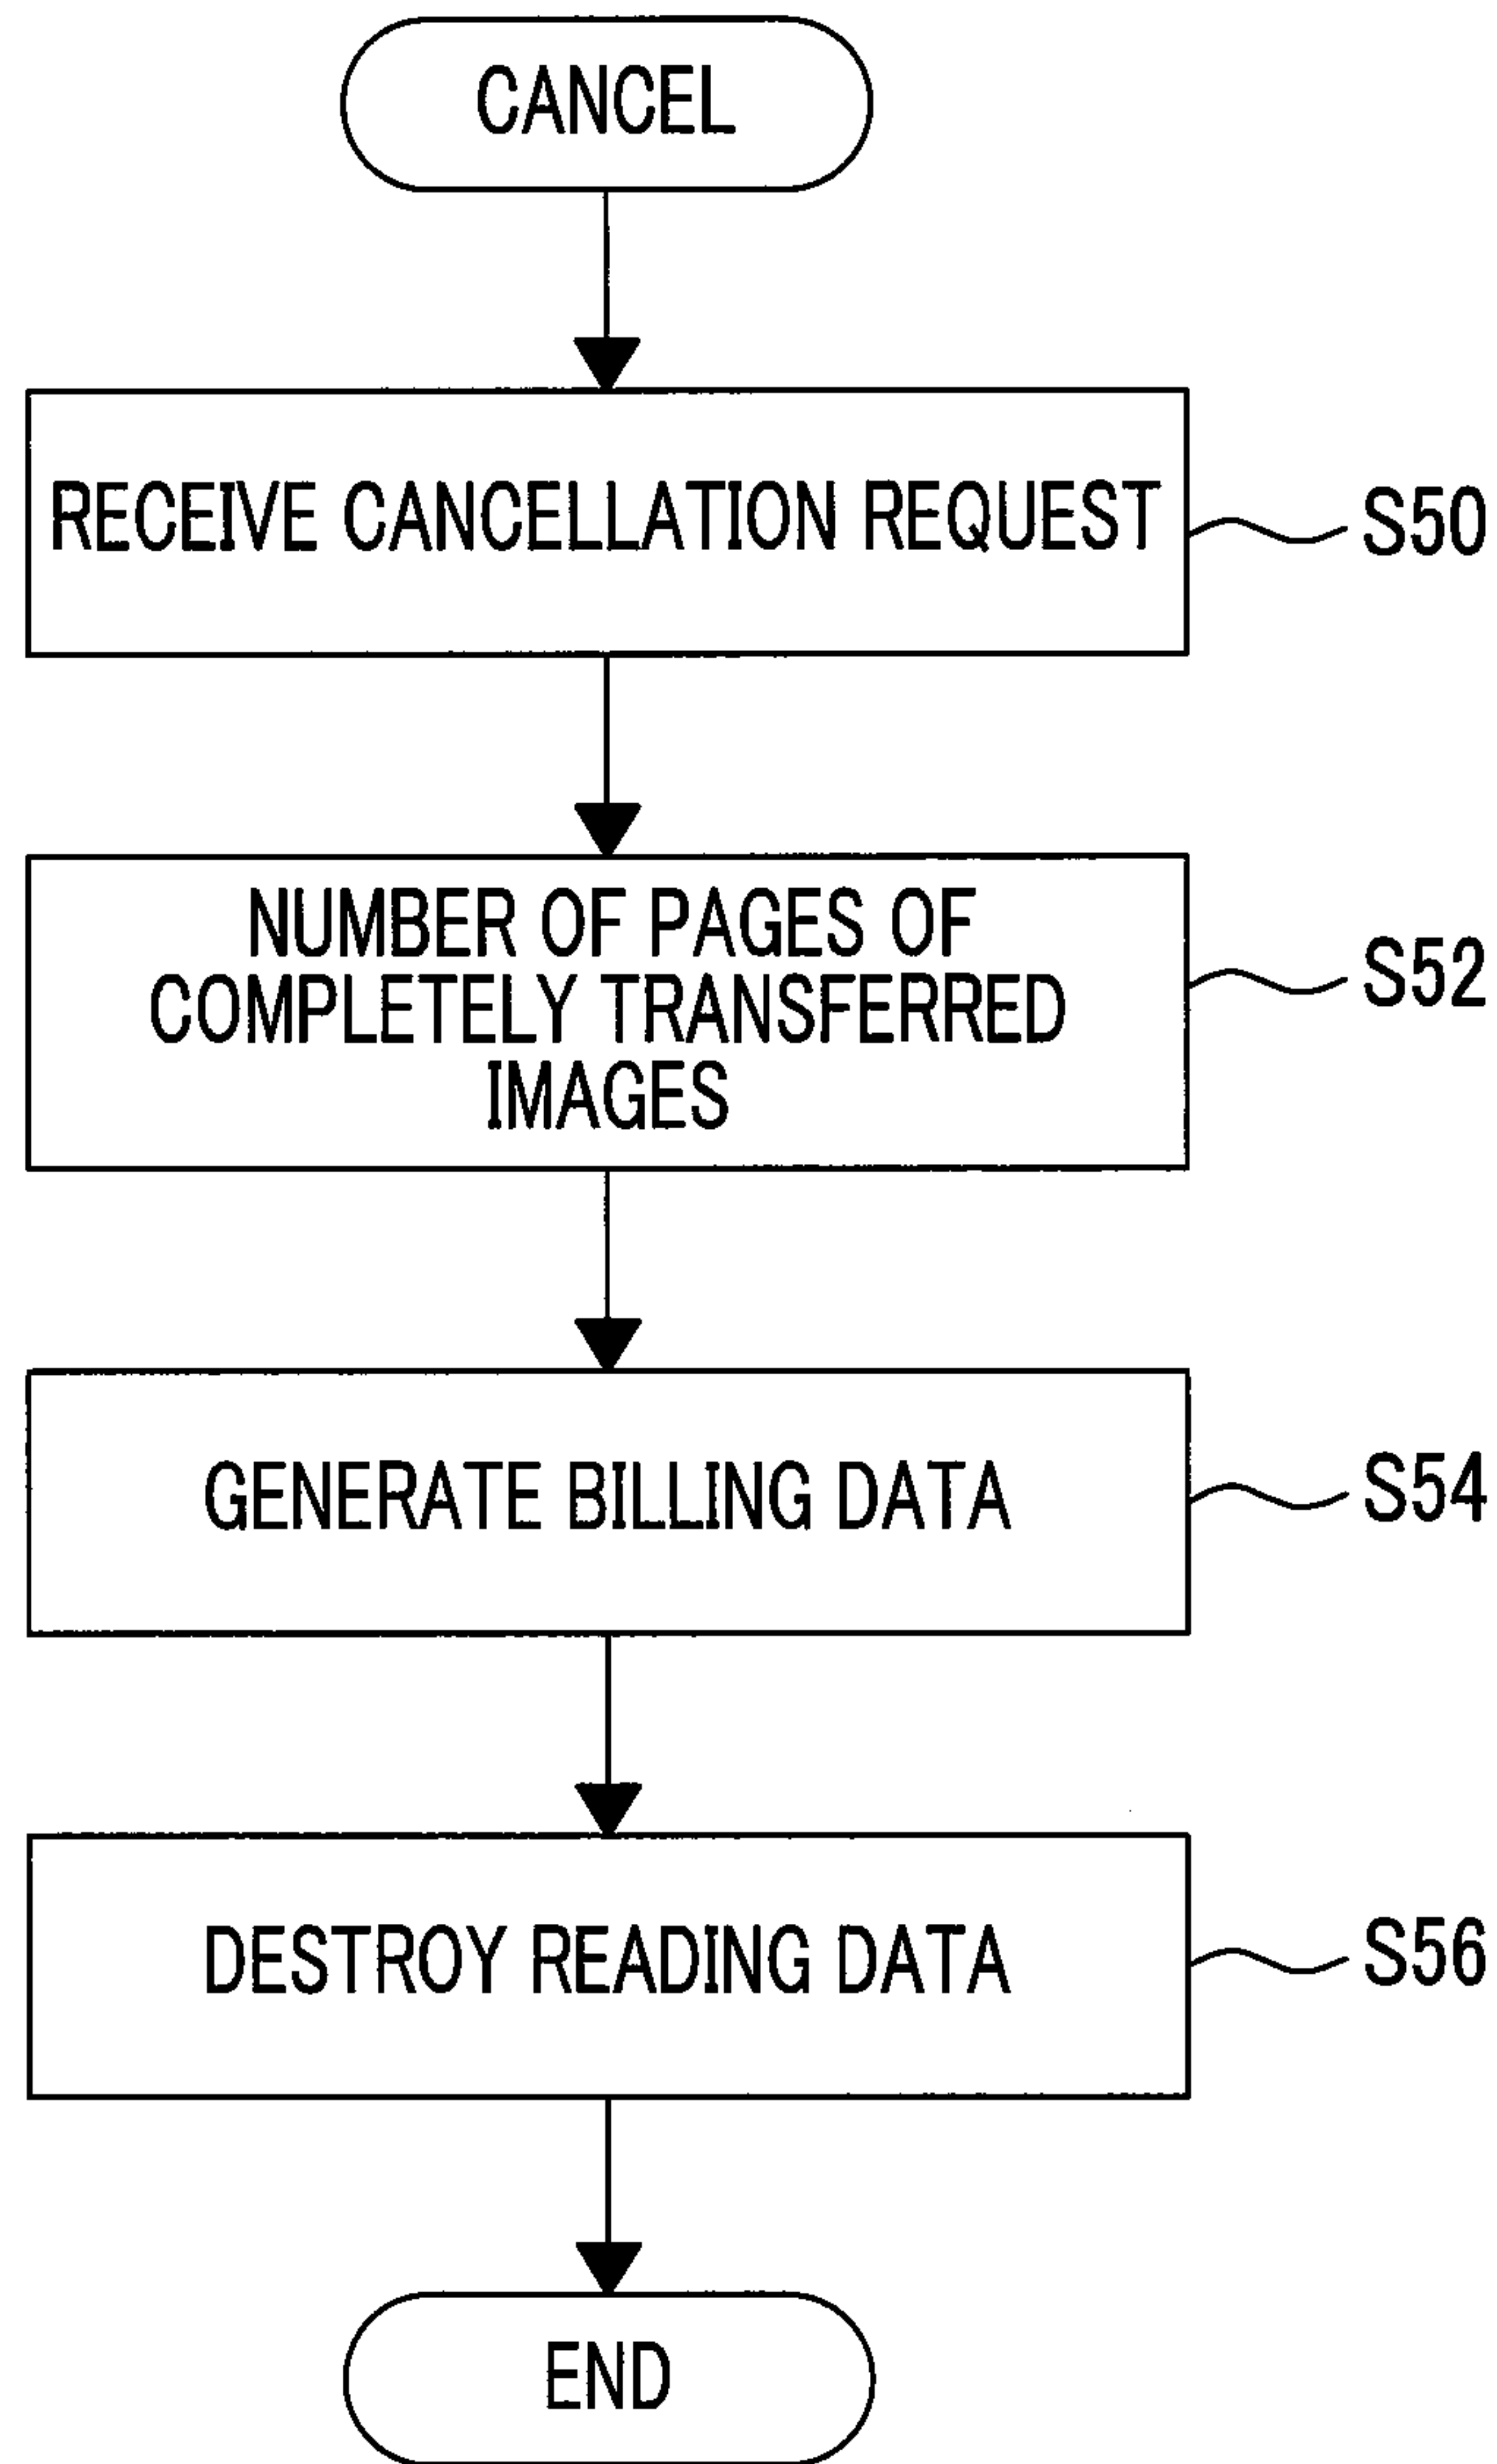 CANCEL
RECEIVE CANCELLATION REQUEST
S50
NUMBER OF PAGES OF
COMPLETELY TRANSFERRED
IMAGES
S52
GENERATE BILLING DATA
S54
DESTROY READING DATA
S56
END